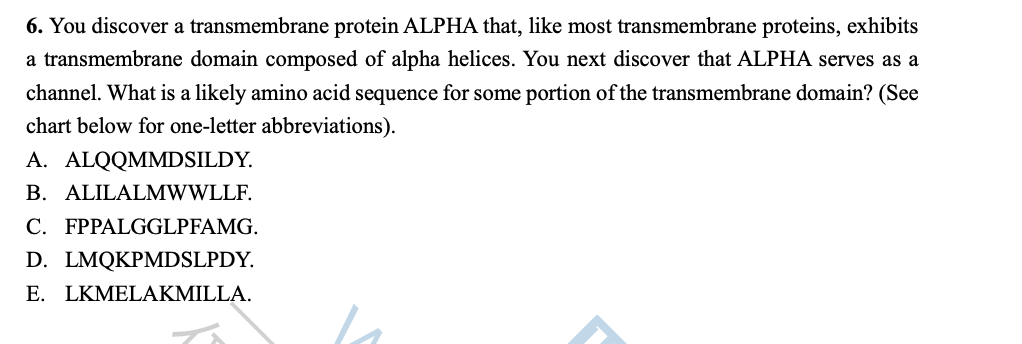 6. You discover a transmembrane protein ALPHA that, like most transmembrane proteins, exhibits
a transmembrane domain composed of alpha helices. You next discover that ALPHA serves as a
channel. What is a likely amino acid sequence for some portion of the transmembrane domain? (See
chart below for one-letter abbreviations).
A. ALQQMMDSILDY.
B. ALILALMWWLLF.
C. FPPALGGLPFAMG.
D. LMQKPMDSLPDY.
E. LKMELAKMILLA.